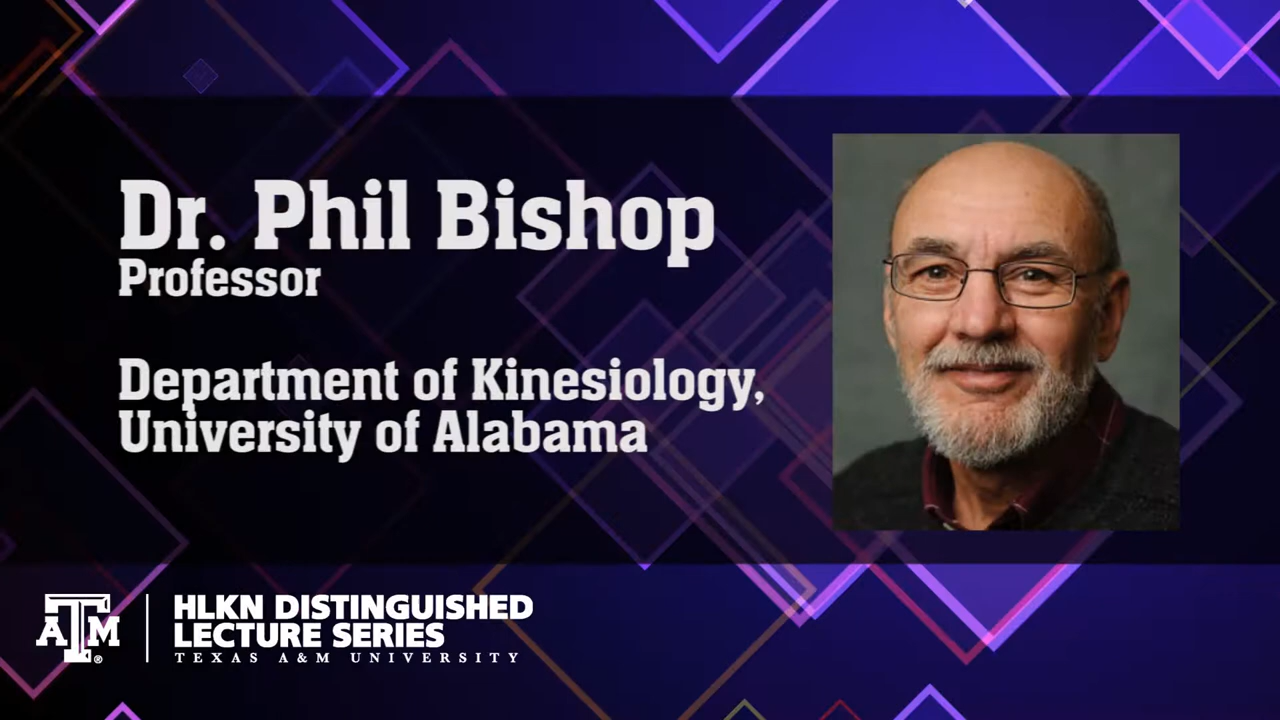 Dr. Phil Bishop
Professor
Department of Kinesiology,
University of Alabama
ATM®
HLKN DISTINGUISHED
LECTURE SERIES
TEXAS A&M UNIVERSITY